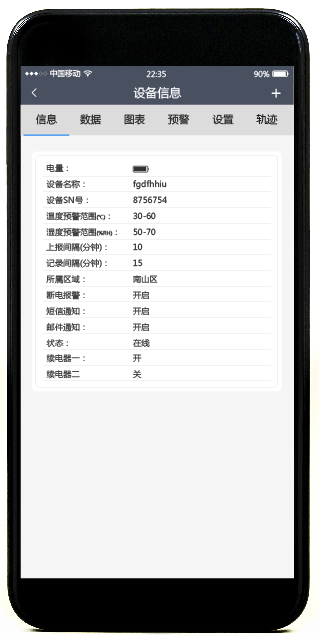 中国移动 22:35 90%
设备信息
信息 数据 图表 预警 设置 轨迹
电量：
设备名称： fgdfhhiu
设备SN号： 8756754
温度预警范围(℃)： 30-60
湿度预警范围(%RH)： 50-70
上报间隔(分钟)： 10
记录间隔(分钟)： 15
所属区域： 南山区
断电报警： 开启
短信通知： 开启
邮件通知： 开启
状态： 在线
续电器一： 开
续电器二 关